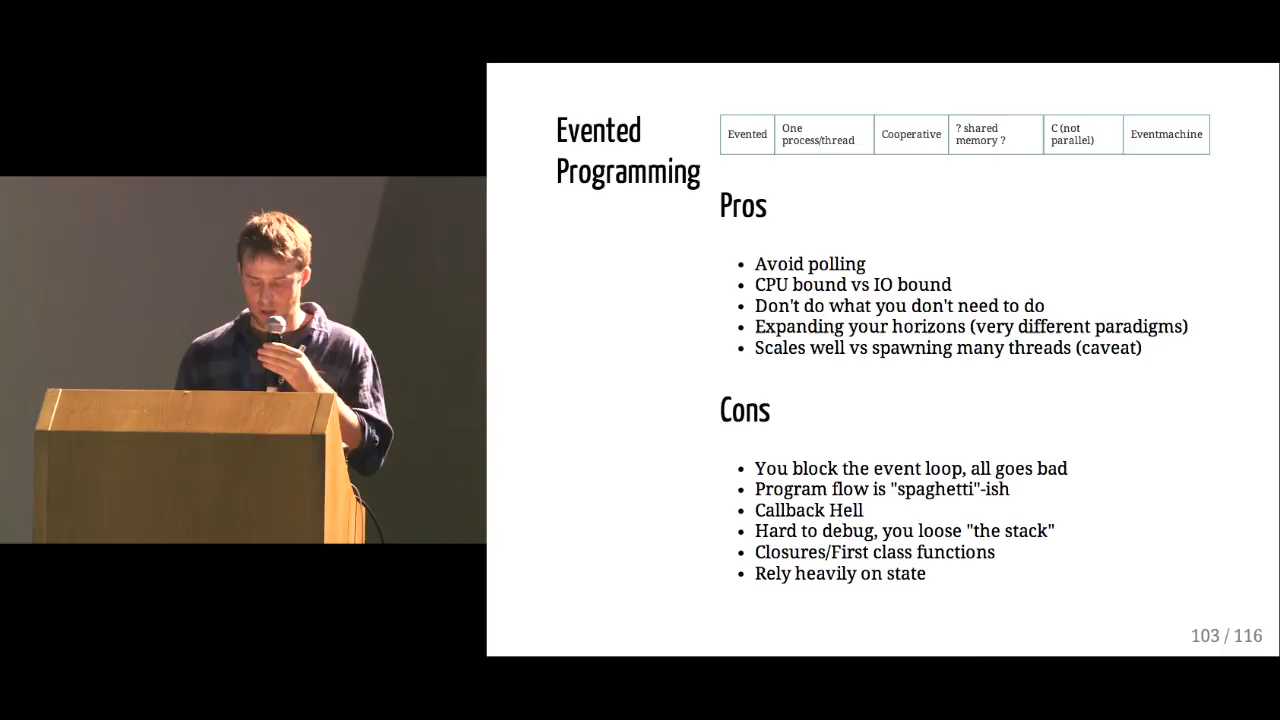 Evented
Programming
Evented
One
process/thread
Cooperative
? shared
memory ?
C (not
parallel)
Eventmachine
Pros
Avoid polling
CPU bound vs IO bound
Don't do what you don't need to do
Expanding your horizons (very different paradigms)
Scales well vs spawning many threads (caveat)
Cons
You block the event loop, all goes bad
Program flow is "spaghetti"-ish
Callback Hell
Hard to debug, you loose "the stack"
Closures/First class functions
Rely heavily on state
103 / 116